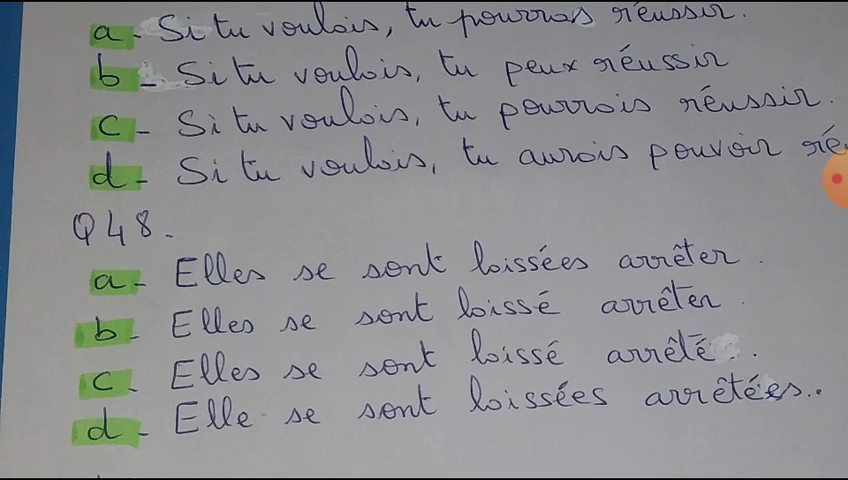 a - Si tu voulais, tu pourras réussir.
b - Si tu voulais, tu peux réussir
c - Si tu voulais, tu pourrais réussir.
d - Si tu voulais, tu aurais pouvoir ré
Q48.
a - Elles se sont laissées arrêter.
b - Elles se sont laissé arrêter.
c - Elles se sont laissé arrêté.
d - Elle se sont laissées arrêtées..